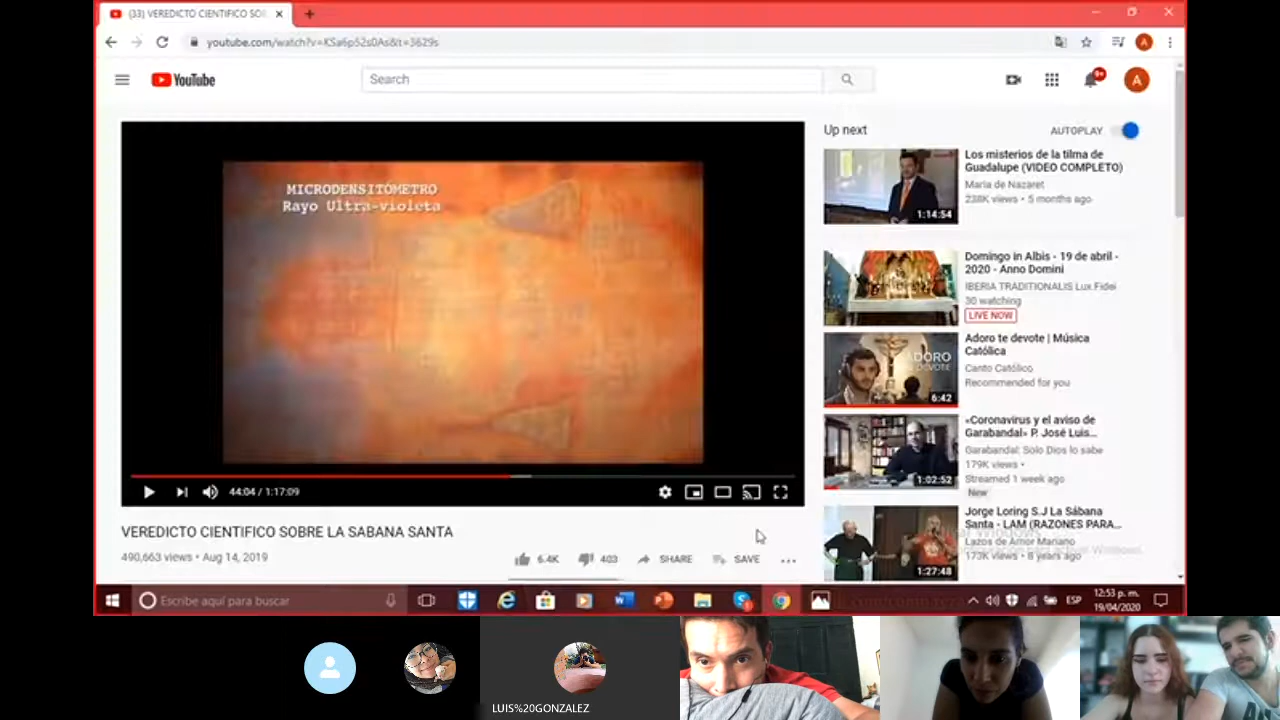 (33) VEREDICTO CIENTIFICO SOB
youtube.com/watch?v=KSa6p52s0As&t=3629s
YouTube
Search
9+
A
A
MICRODENSITÓMETRO
Rayo Ultra-violeta
44:04 / 1:17:09
VEREDICTO CIENTIFICO SOBRE LA SABANA SANTA
490,663 views • Aug 14, 2019
6.4K
403
SHARE
SAVE
Up next
AUTOPLAY
1:14:54
Los misterios de la tilma de
Guadalupe (VIDEO COMPLETO)
Maria de Nazaret
238K views • 5 months ago
Domingo in Albis - 19 de abril -
2020 - Anno Domini
IBERIA TRADITIONALIS Lux Fidei
30 watching
LIVE NOW
ADORO
DEVOTE
6:42
Adoro te devote | Música
Católica
Canto Católico
Recommended for you
1:02:52
«Coronavirus y el aviso de
Garabandal» P. José Luis...
Garabandal: Solo Dios lo sabe
179K views •
Streamed 1 week ago
New
1:27:48
Jorge Loring S.J La Sábana
Santa - LAM (RAZONES PARA...
Lazos de Amor Mariano
173K views • 8 years ago
Windows
Windows.
Escribe aquí para buscar
ESP
12:53 p. m.
19/04/2020
LUIS%20GONZALEZ